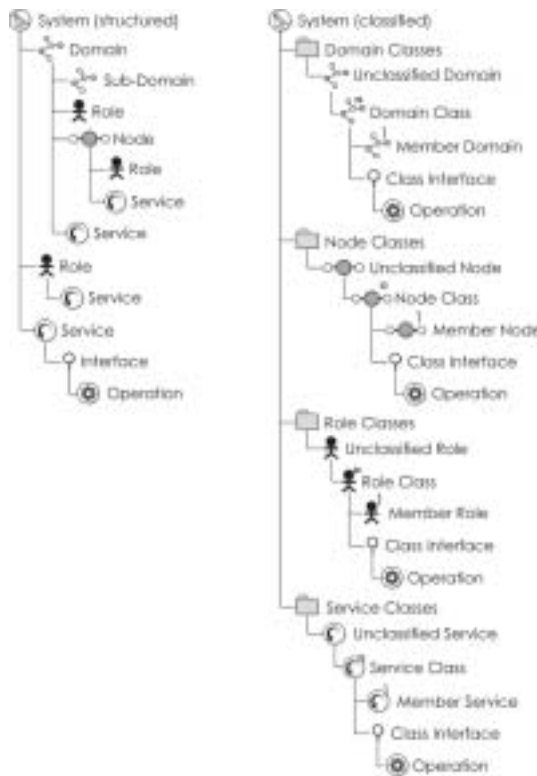 System (structured)
Domain
Sub-Domain
Role
Node
Role
Service
Service
Role
Service
Service
Interface
Operation
System (classified)
Domain Classes
Unclassified Domain
Domain Class
Member Domain
Class Interface
Operation
Node Classes
Unclassified Node
Node Class
Member Node
Class Interface
Operation
Role Classes
Unclassified Role
Role Class
Member Role
Class Interface
Operation
Service Classes
Unclassified Service
Service Class
Member Service
Class Interface
Operation